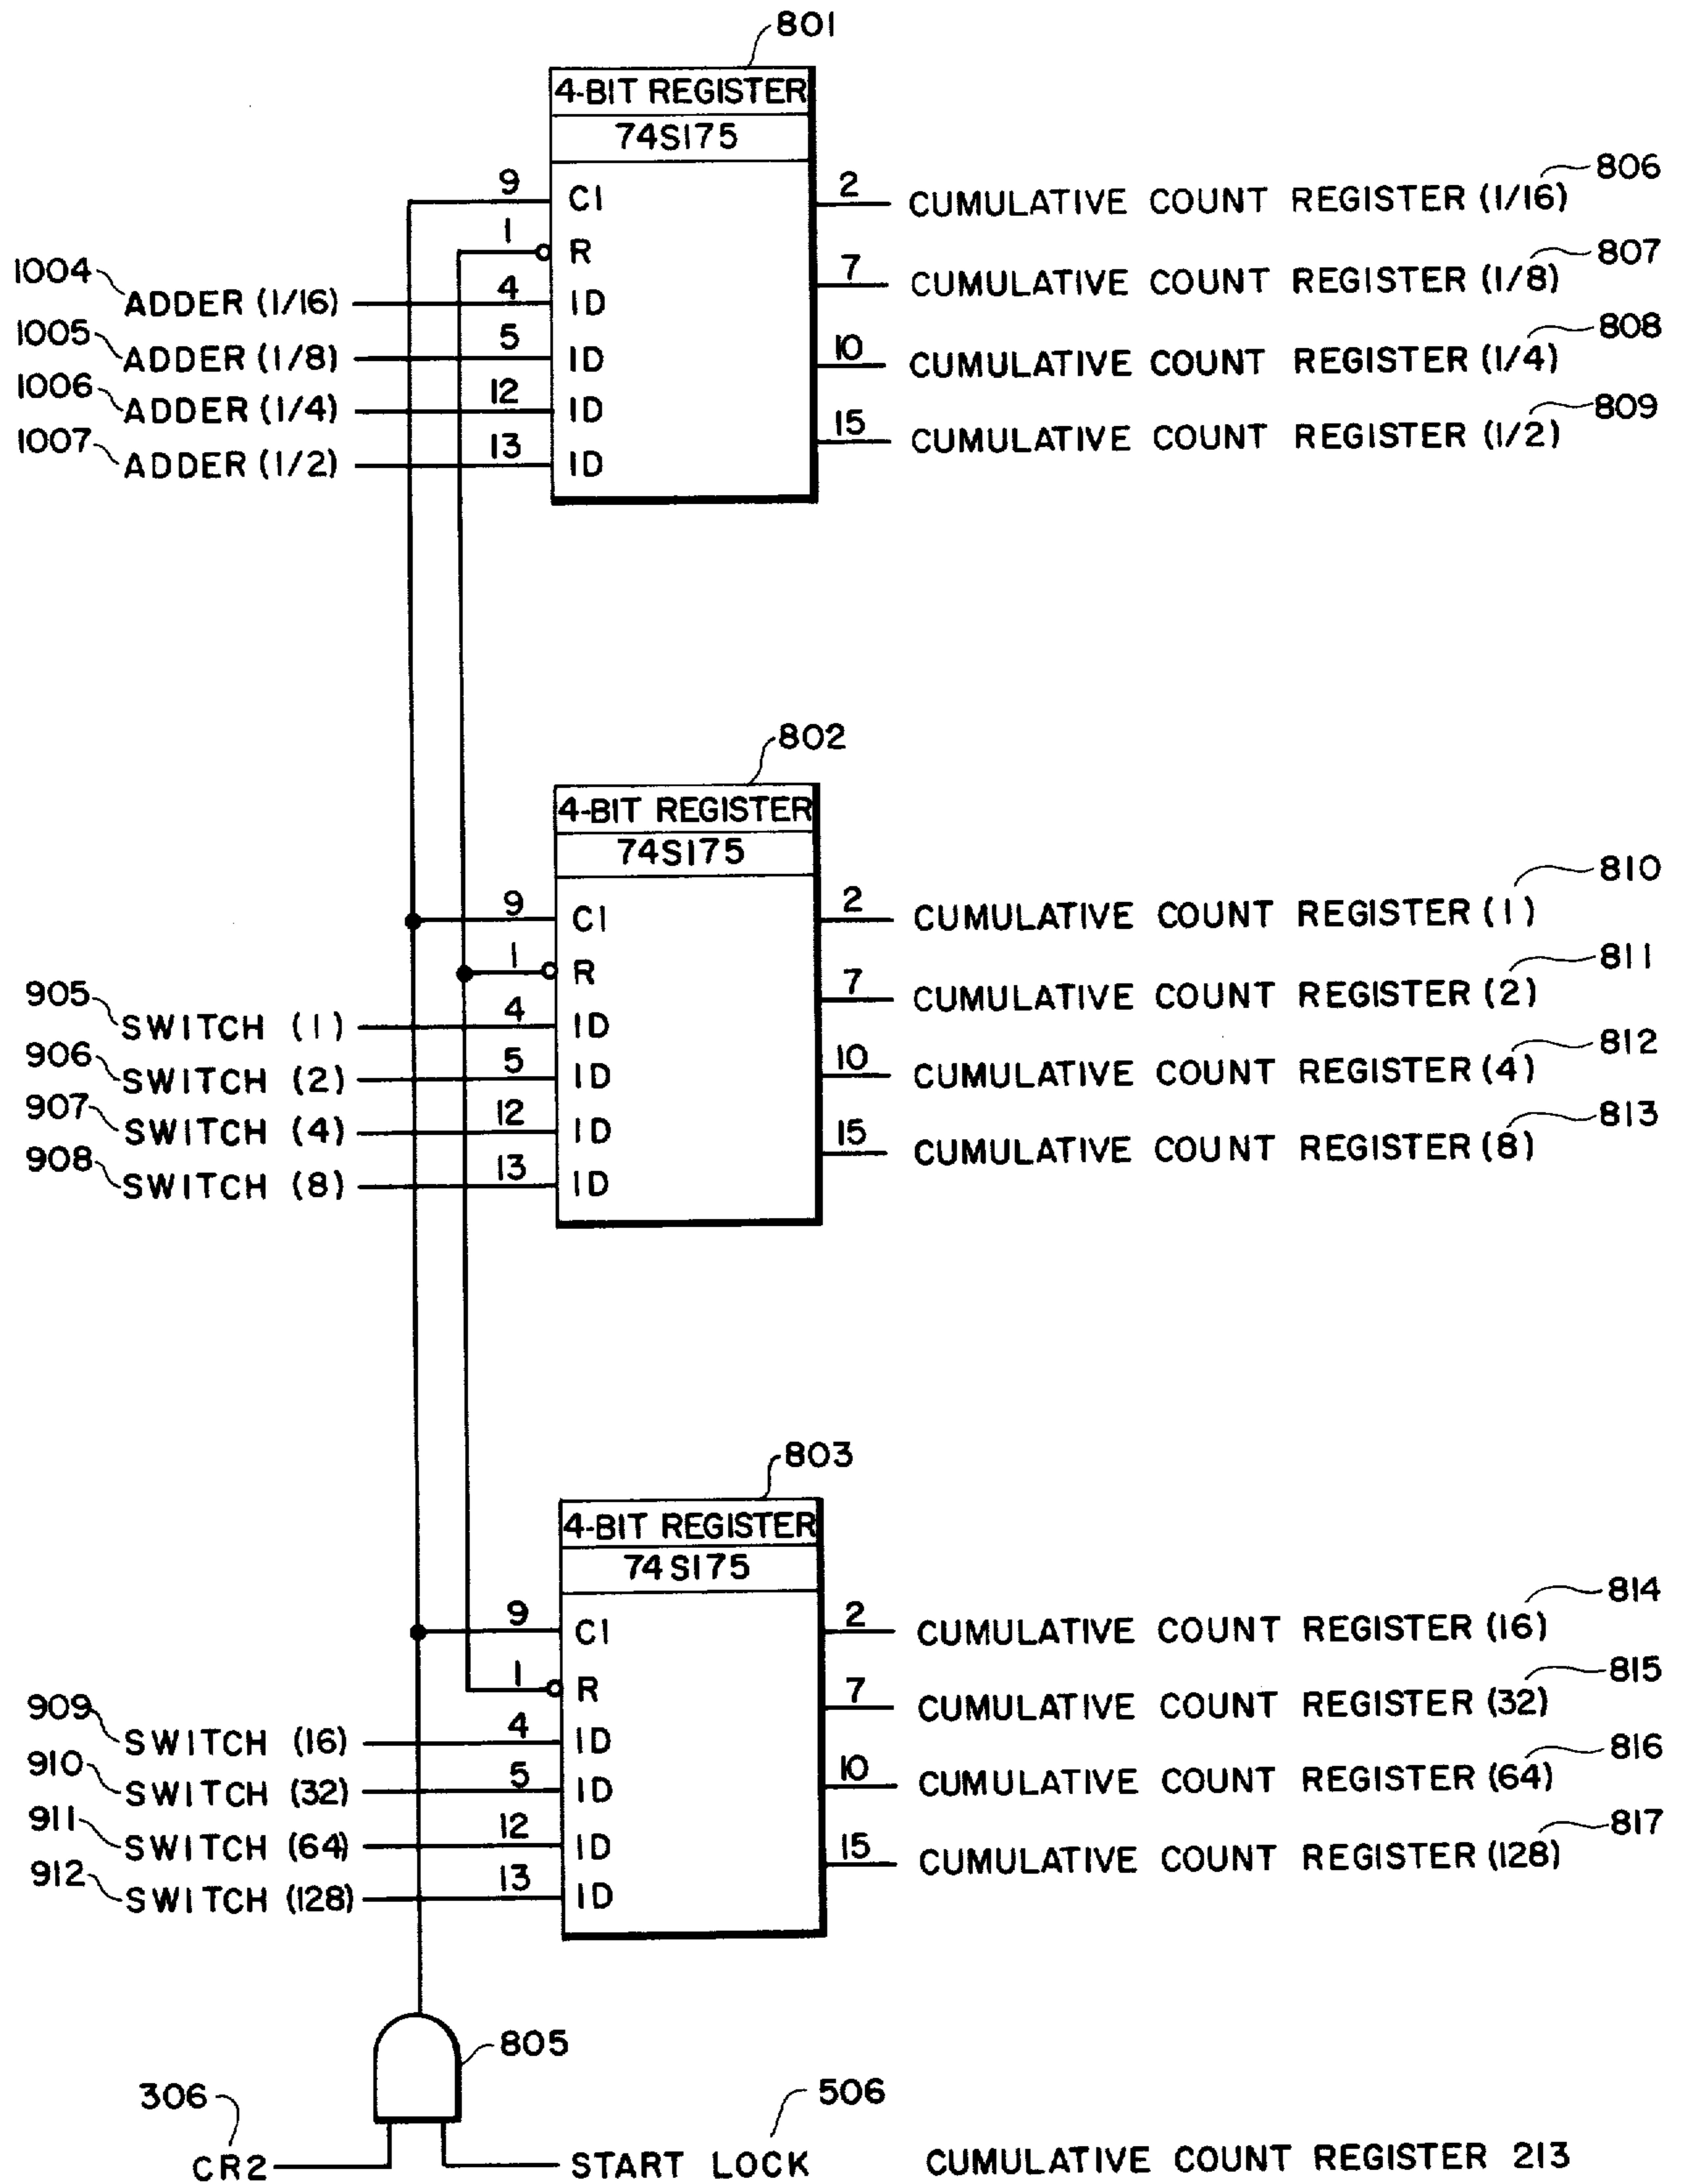 801
4-BIT REGISTER
74S175
9 C1
1 R
1004 ADDER (1/16) 4 ID
1005 ADDER (1/8) 5 ID
1006 ADDER (1/4) 12 ID
1007 ADDER (1/2) 13 ID
2 CUMULATIVE COUNT REGISTER (1/16) 806
7 CUMULATIVE COUNT REGISTER (1/8) 807
10 CUMULATIVE COUNT REGISTER (1/4) 808
15 CUMULATIVE COUNT REGISTER (1/2) 809
802
4-BIT REGISTER
74S175
9 C1
1 R
905 SWITCH (1) 4 ID
906 SWITCH (2) 5 ID
907 SWITCH (4) 12 ID
908 SWITCH (8) 13 ID
2 CUMULATIVE COUNT REGISTER (1) 810
7 CUMULATIVE COUNT REGISTER (2) 811
10 CUMULATIVE COUNT REGISTER (4) 812
15 CUMULATIVE COUNT REGISTER (8) 813
803
4-BIT REGISTER
74S175
9 C1
1 R
909 SWITCH (16) 4 ID
910 SWITCH (32) 5 ID
911 SWITCH (64) 12 ID
912 SWITCH (128) 13 ID
2 CUMULATIVE COUNT REGISTER (16) 814
7 CUMULATIVE COUNT REGISTER (32) 815
10 CUMULATIVE COUNT REGISTER (64) 816
15 CUMULATIVE COUNT REGISTER (128) 817
805
306 506
CR2 START LOCK CUMULATIVE COUNT REGISTER 213